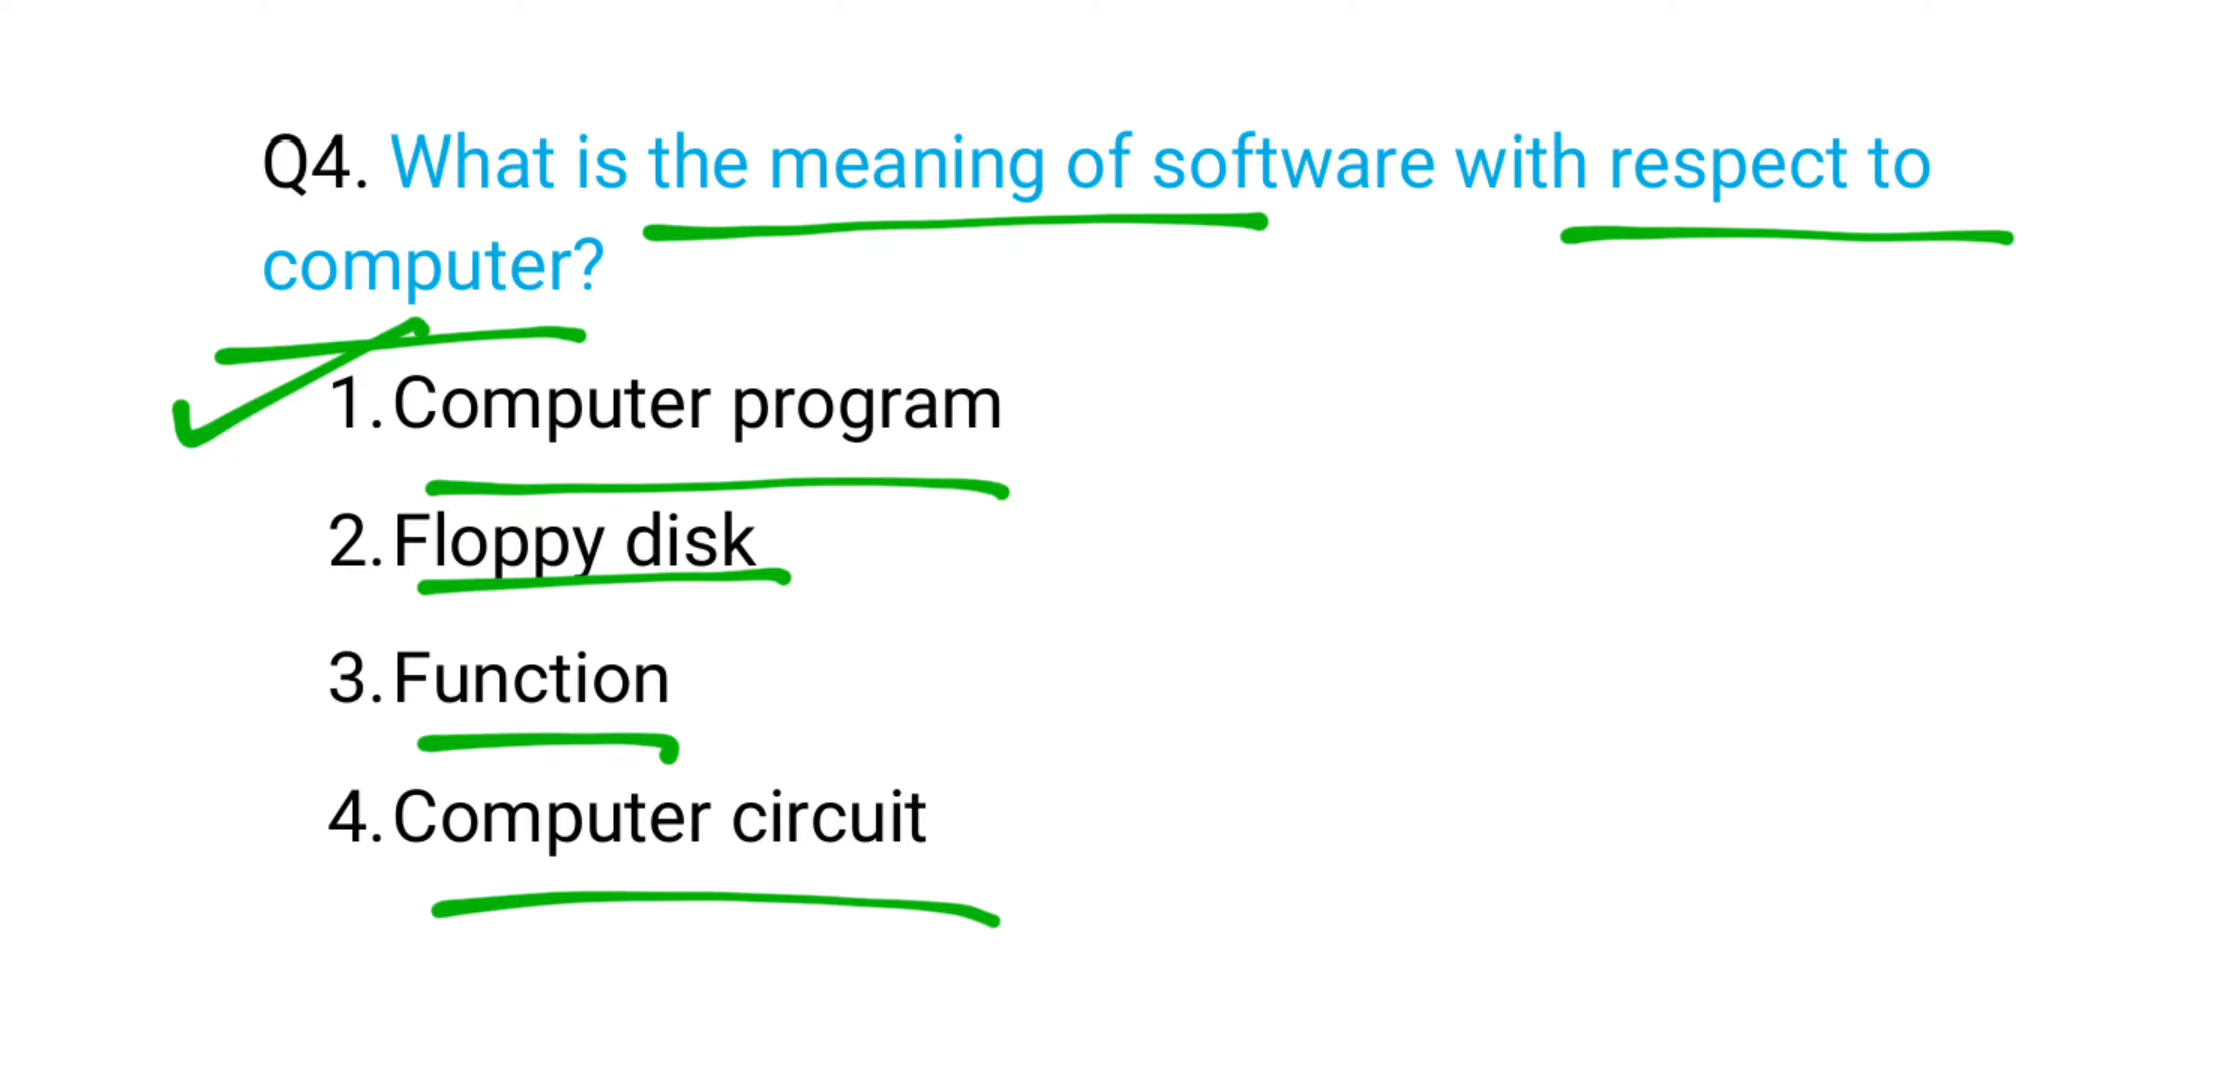 Q4. What is the meaning of software with respect to
computer?
1. Computer program
2. Floppy disk
3. Function
4. Computer circuit